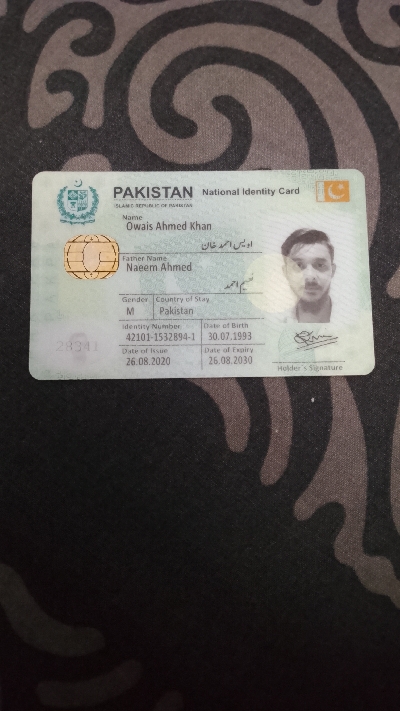 PAKISTAN National Identity Card
ISLAMIC REPUBLIC OF PAKISTAN
Name
Owais Ahmed Khan
اویس احمد خان
Father Name
Naeem Ahmed
نسیم احمد
Gender Country of Stay
M Pakistan
Identity Number Date of Birth
42101-1532894-1 30.07.1993
Date of Issue Date of Expiry
26.08.2020 26.08.2030
28341
Holder's Signature